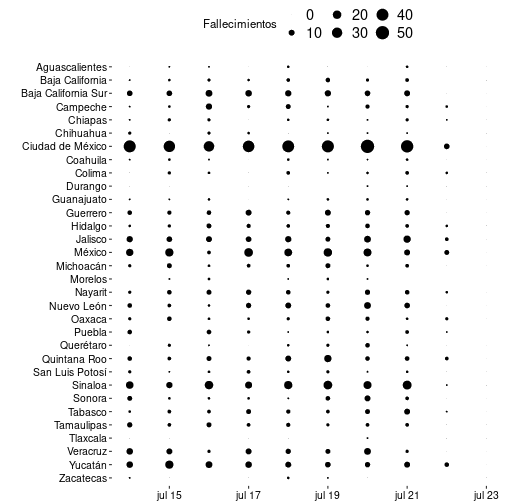 Fallecimientos 0 20 40
10 30 50
Aguascalientes
Baja California
Baja California Sur
Campeche
Chiapas
Chihuahua
Ciudad de México
Coahuila
Colima
Durango
Guanajuato
Guerrero
Hidalgo
Jalisco
México
Michoacán
Morelos
Nayarit
Nuevo León
Oaxaca
Puebla
Querétaro
Quintana Roo
San Luis Potosí
Sinaloa
Sonora
Tabasco
Tamaulipas
Tlaxcala
Veracruz
Yucatán
Zacatecas
jul 15 jul 17 jul 19 jul 21 jul 23